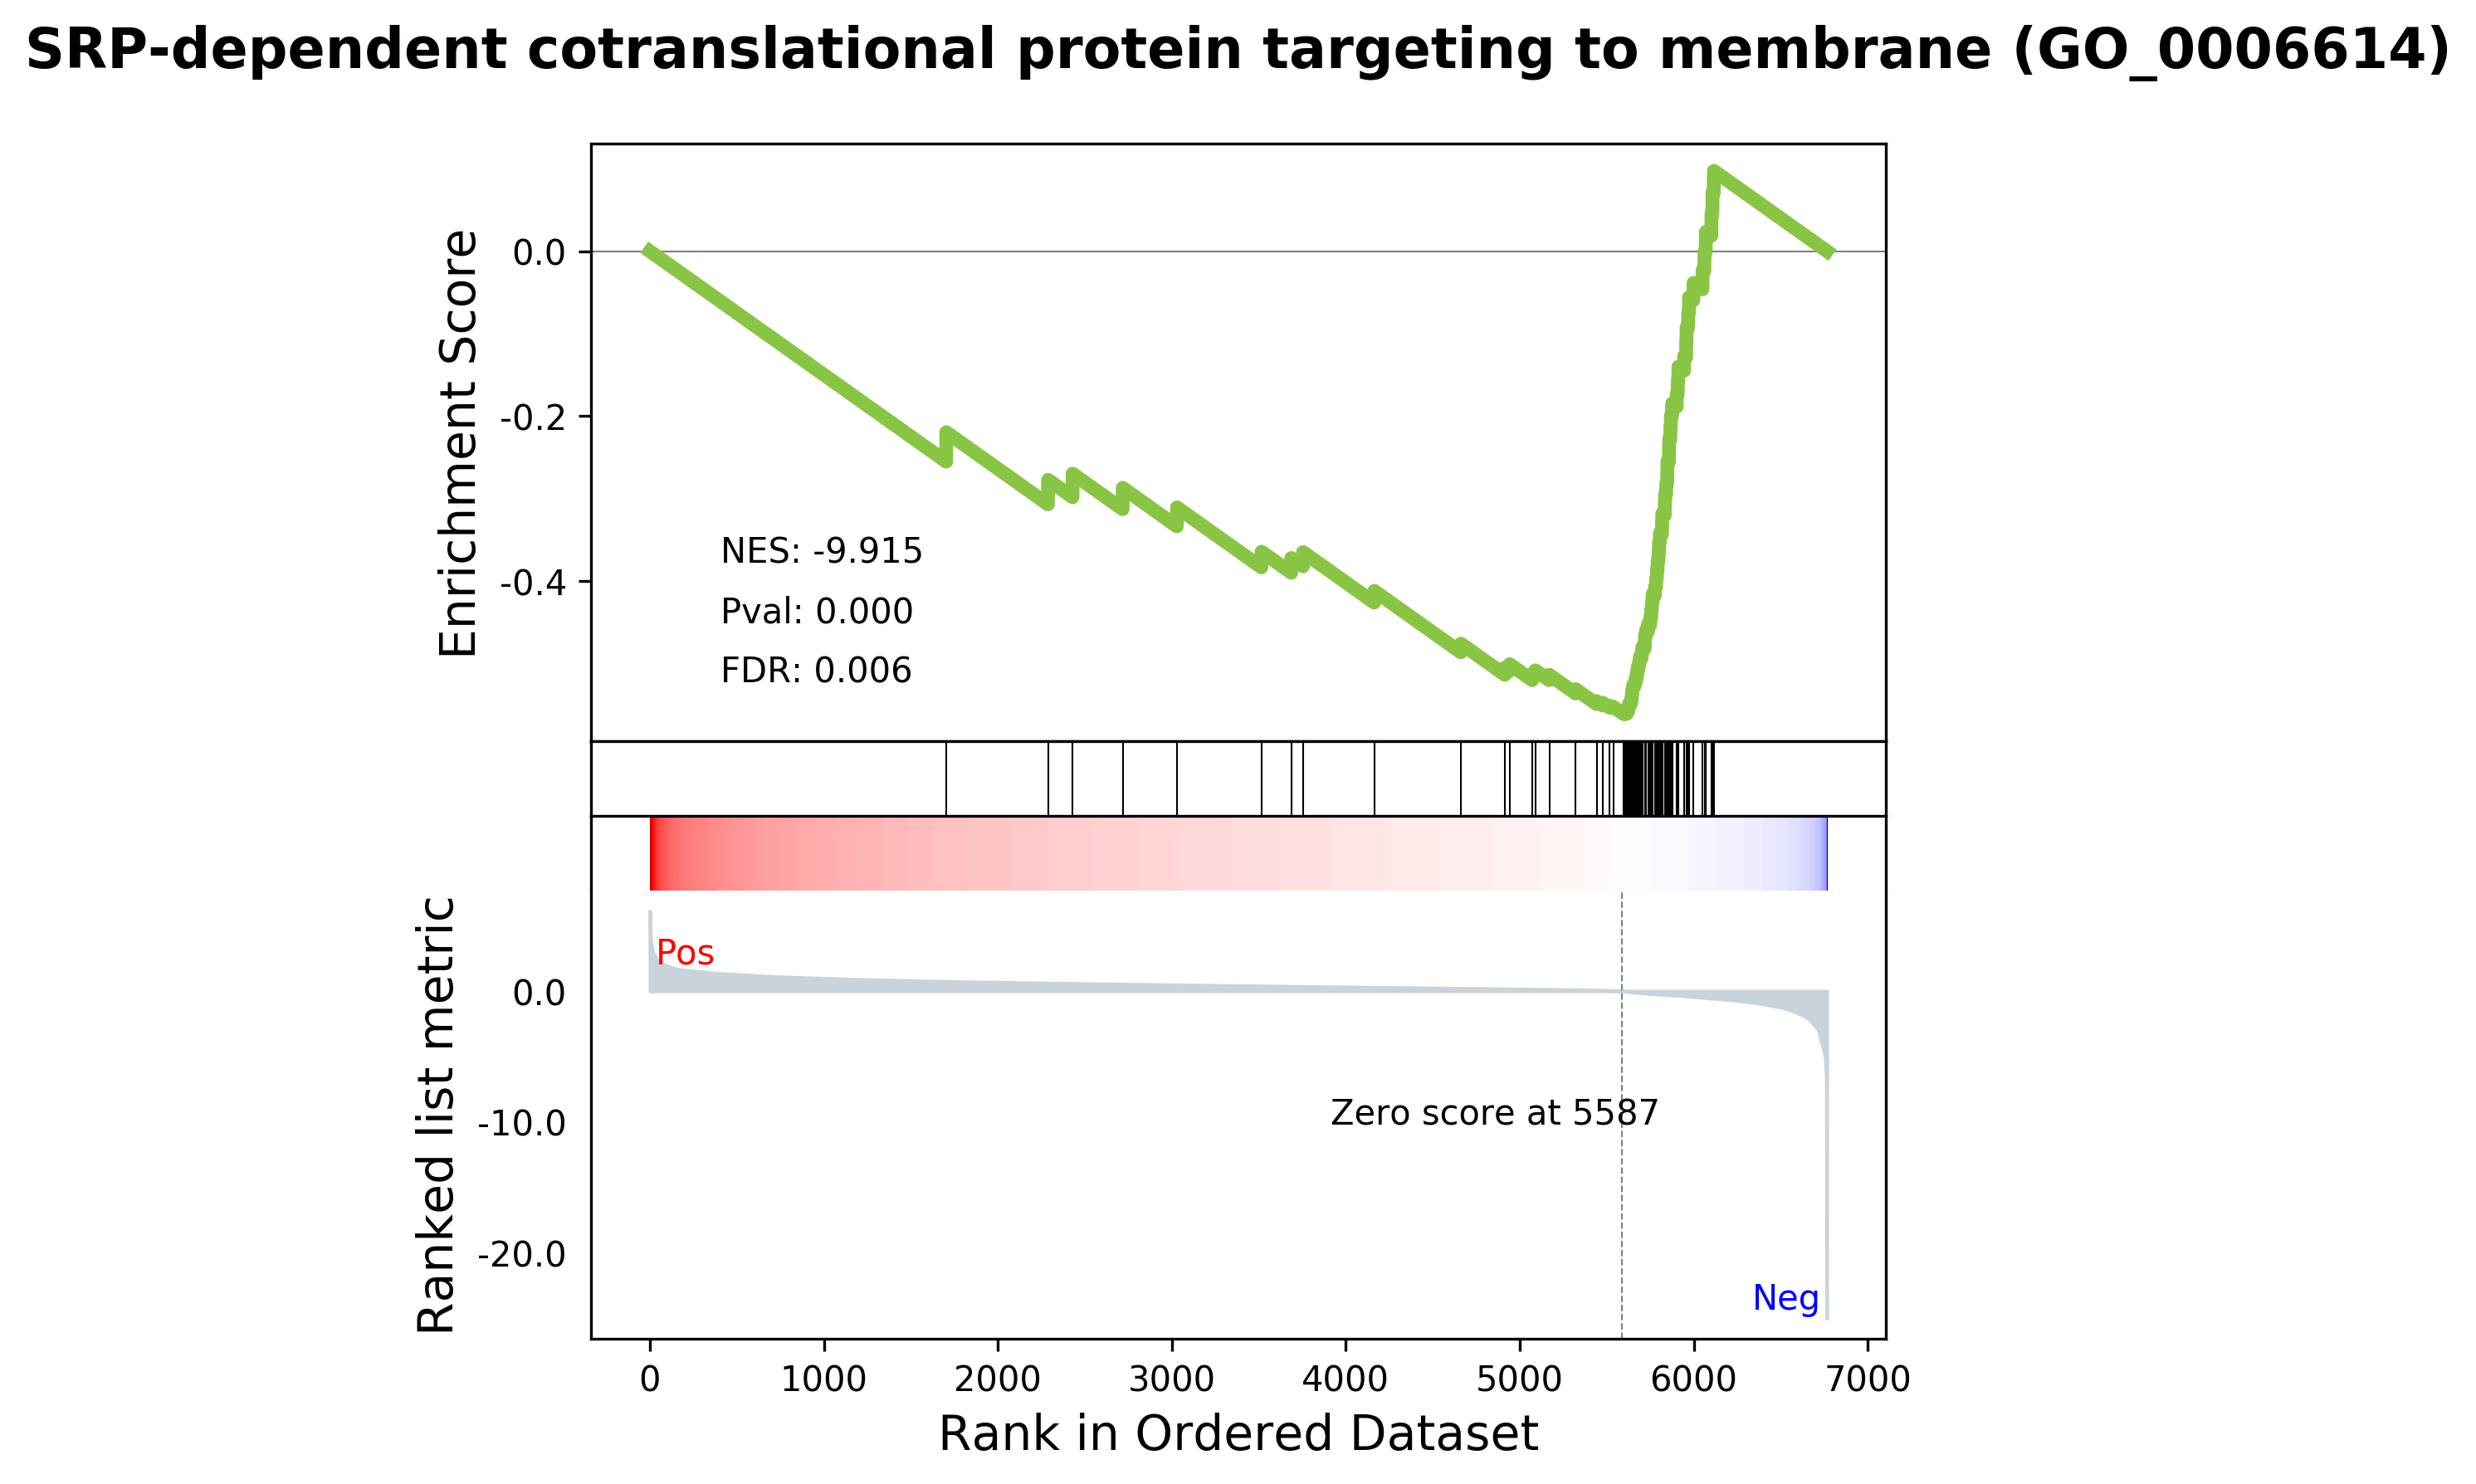 SRP-dependent cotranslational protein targeting to membrane (GO_0006614)
Enrichment Score
0.0
-0.2
-0.4
NES: -9.915
Pval: 0.000
FDR: 0.006
Ranked list metric
Pos
0.0
-10.0
-20.0
Zero score at 5587
Neg
0 1000 2000 3000 4000 5000 6000 7000
Rank in Ordered Dataset